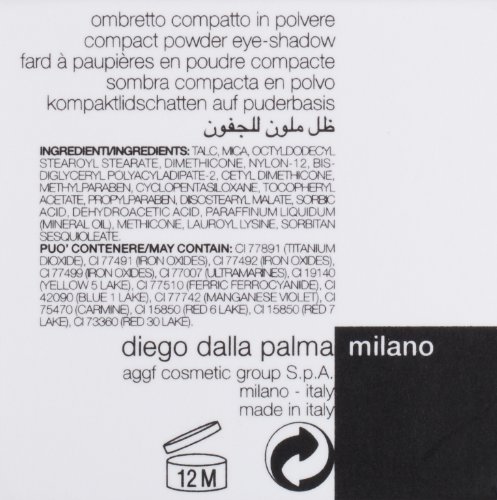 ombretto compatto in polvere
compact powder eye-shadow
fard à paupières en poudre compacte
sombra compacta en polvo
kompaktlidschatten auf puderbasis
ظل ملون للجفون
INGREDIENTI/INGREDIENTS: TALC, MICA, OCTYLDODECYL
STEAROYL STEARATE, DIMETHICONE, NYLON-12, BIS-
DIGLYCERYL POLYACYLADIPATE-2, CETYL DIMETHICONE,
METHYLPARABEN, CYCLOPENTASILOXANE, TOCOPHERYL
ACETATE, PROPYLPARABEN, DIISOSTEARYL MALATE, SORBIC
ACID, DEHYDROACETIC ACID, PARAFFINUM LIQUIDUM
(MINERAL OIL), METHICONE, LAUROYL LYSINE, SORBITAN
SESQUIOLEATE.
PUO' CONTENERE/MAY CONTAIN: CI 77891 (TITANIUM
DIOXIDE), CI 77491 (IRON OXIDES), CI 77492 (IRON OXIDES),
CI 77499 (IRON OXIDES), CI 77007 (ULTRAMARINES), CI 19140
(YELLOW 5 LAKE), CI 77510 (FERRIC FERROCYANIDE), CI
42090 (BLUE 1 LAKE), CI 77742 (MANGANESE VIOLET), CI
75470 (CARMINE), CI 15850 (RED 6 LAKE), CI 15850 (RED 7
LAKE), CI 73360 (RED 30 LAKE).
diego dalla palma milano
aggf cosmetic group S.p.A.
milano - italy
made in italy
12 M